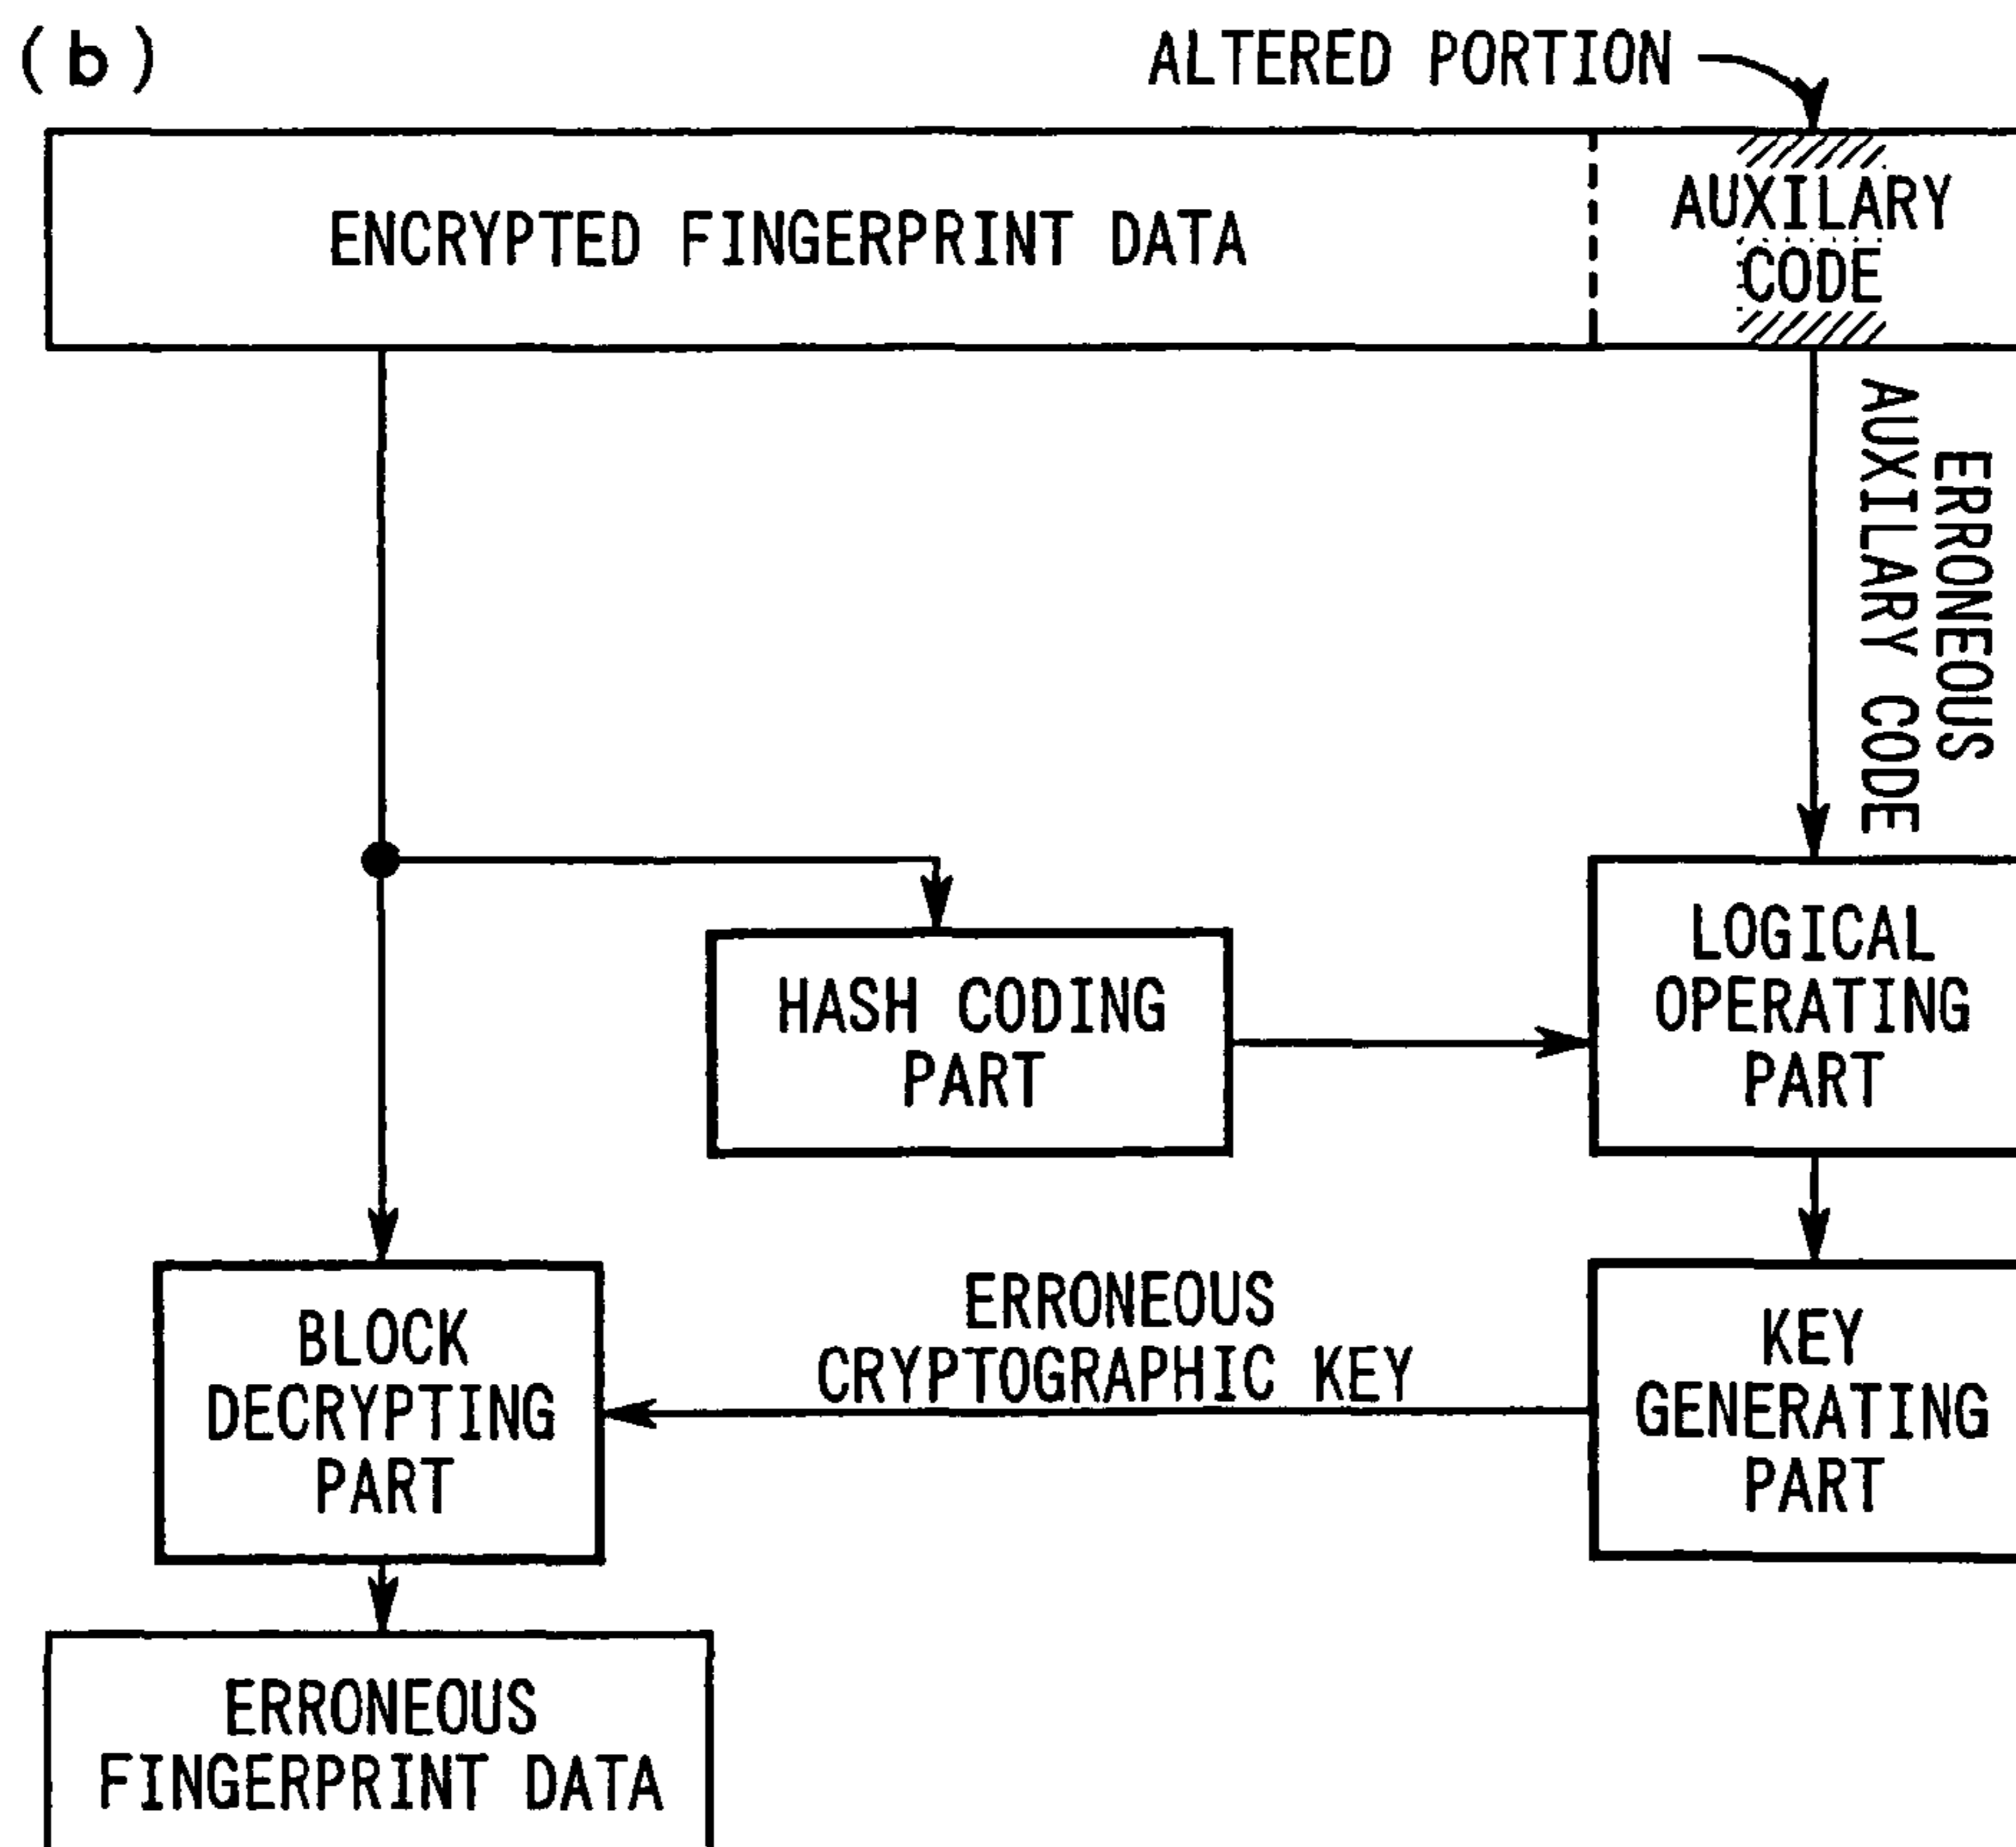 (b)
ALTERED PORTION
ENCRYPTED FINGERPRINT DATA
AUXILARY
CODE
ERRONEOUS
AUXILARY CODE
HASH CODING
PART
LOGICAL
OPERATING
PART
BLOCK
DECRYPTING
PART
ERRONEOUS
CRYPTOGRAPHIC KEY
KEY
GENERATING
PART
ERRONEOUS
FINGERPRINT DATA